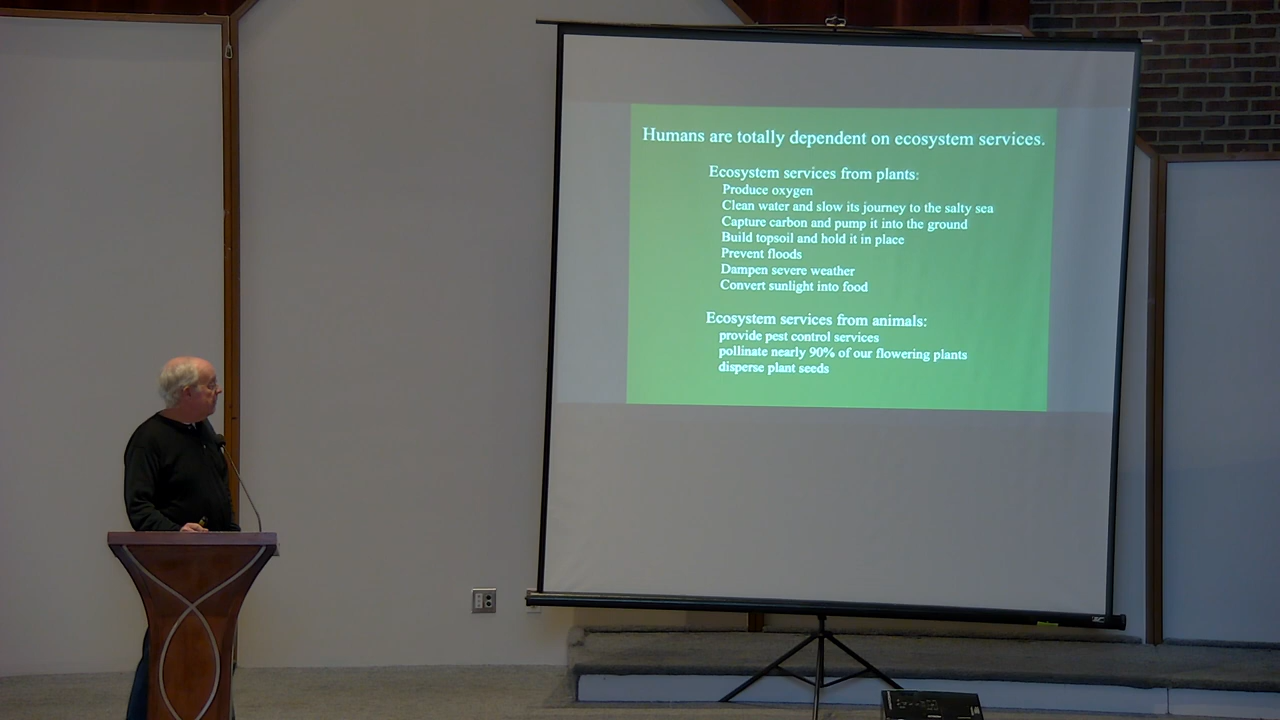 Humans are totally dependent on ecosystem services.
Ecosystem services from plants:
Produce oxygen
Clean water and slow its journey to the salty sea
Capture carbon and pump it into the ground
Build topsoil and hold it in place
Prevent floods
Dampen severe weather
Convert sunlight into food
Ecosystem services from animals:
provide pest control services
pollinate nearly 90% of our flowering plants
disperse plant seeds